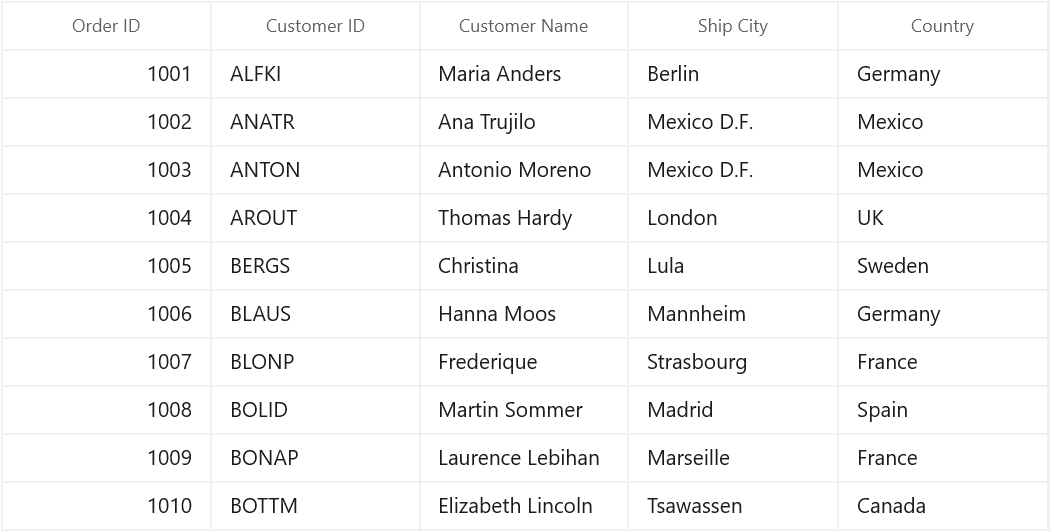 Order ID Customer ID Customer Name Ship City Country
1001 ALFKI Maria Anders Berlin Germany
1002 ANATR Ana Trujilo Mexico D.F. Mexico
1003 ANTON Antonio Moreno Mexico D.F. Mexico
1004 AROUT Thomas Hardy London UK
1005 BERGS Christina Lula Sweden
1006 BLAUS Hanna Moos Mannheim Germany
1007 BLONP Frederique Strasbourg France
1008 BOLID Martin Sommer Madrid Spain
1009 BONAP Laurence Lebihan Marseille France
1010 BOTTM Elizabeth Lincoln Tsawassen Canada